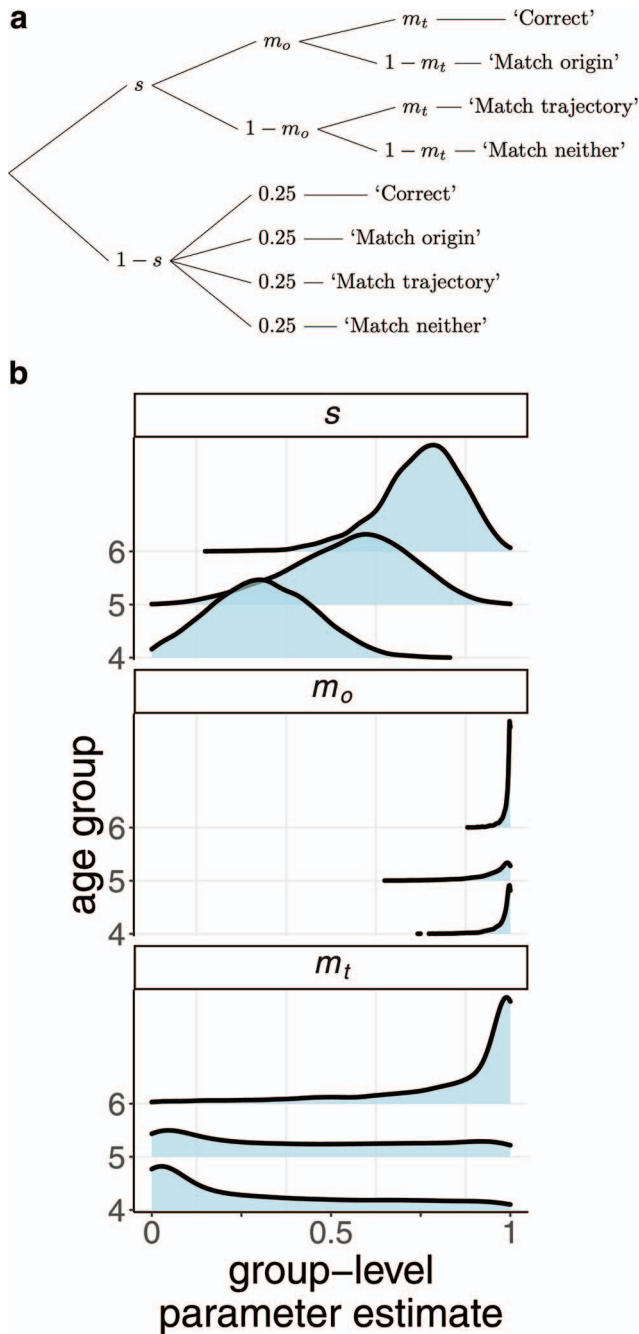 a
m_t ‘Correct’
m_o
1 − m_t ‘Match origin’
s
m_t ‘Match trajectory’
1 − m_o
1 − m_t ‘Match neither’
0.25 ‘Correct’
0.25 ‘Match origin’
1 − s
0.25 ‘Match trajectory’
0.25 ‘Match neither’
b
s
6
5
4
m_o
age group
6
5
4
m_t
6
5
4
0 0.5 1
group–level
parameter estimate